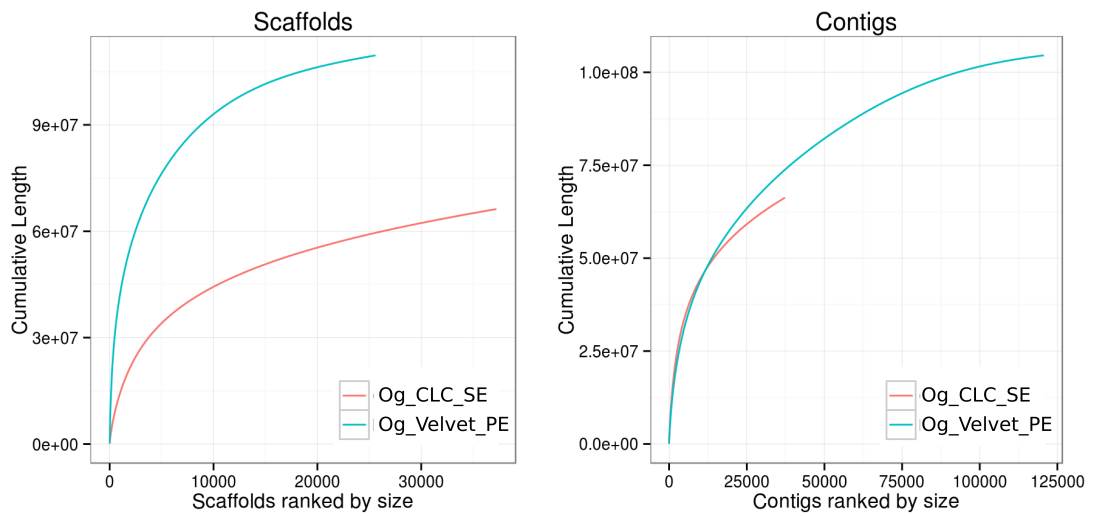 Scaffolds
Cumulative Length
9e+07
6e+07
3e+07
0e+00
0
10000
20000
30000
Scaffolds ranked by size
Og_CLC_SE
Og_Velvet_PE
Contigs
Cumulative Length
1.0e+08
7.5e+07
5.0e+07
2.5e+07
0.0e+00
0
25000
50000
75000
100000
125000
Contigs ranked by size
Og_CLC_SE
Og_Velvet_PE